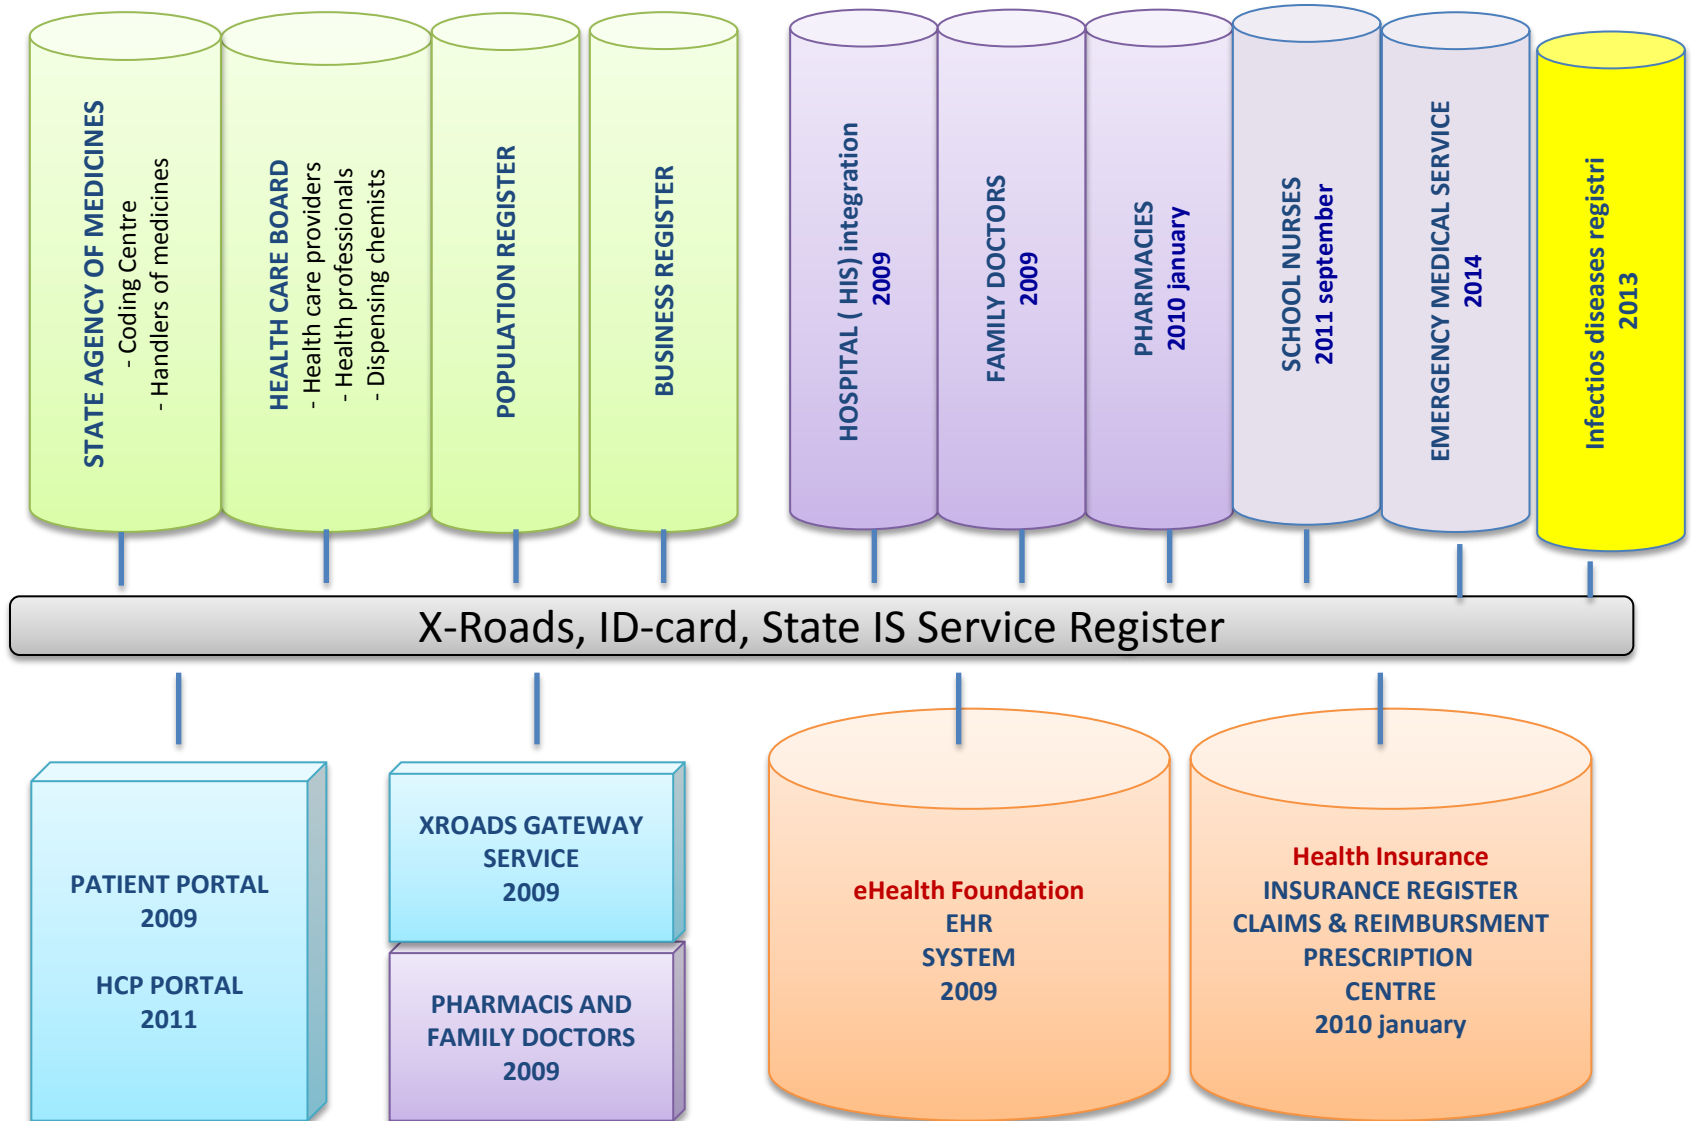 STATE AGENCY OF MEDICINES
- Coding Centre
- Handlers of medicines
HEALTH CARE BOARD
- Health care providers
- Health professionals
- Dispensing chemists
POPULATION REGISTER
BUSINESS REGISTER
HOSPITAL ( HIS) integration
2009
FAMILY DOCTORS
2009
PHARMACIES
2010 january
SCHOOL NURSES
2011 september
EMERGENCY MEDICAL SERVICE
2014
Infectios diseases registri
2013
X-Roads, ID-card, State IS Service Register
PATIENT PORTAL
2009
HCP PORTAL
2011
XROADS GATEWAY
SERVICE
2009
PHARMACIS AND
FAMILY DOCTORS
2009
eHealth Foundation
EHR
SYSTEM
2009
Health Insurance
INSURANCE REGISTER
CLAIMS & REIMBURSMENT
PRESCRIPTION
CENTRE
2010 january